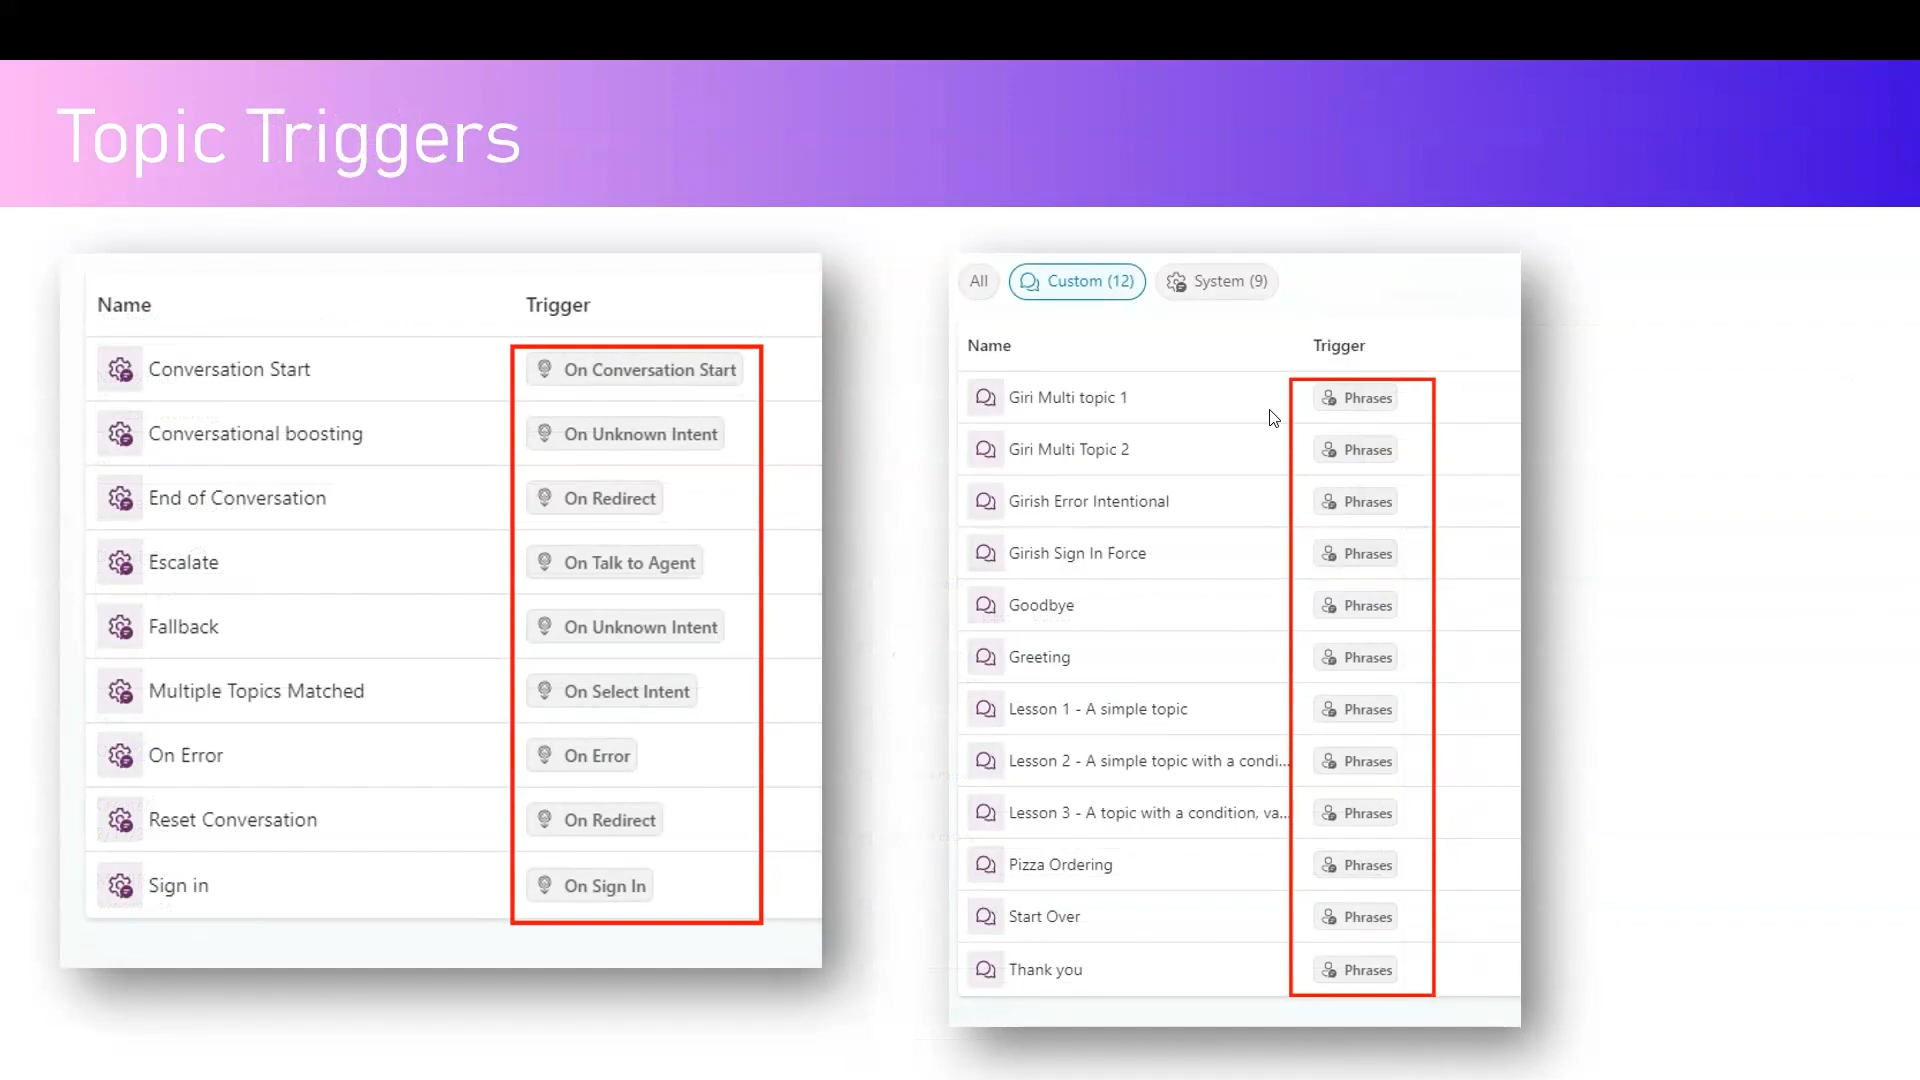 Topic Triggers
Name Trigger
Conversation Start On Conversation Start
Conversational boosting On Unknown Intent
End of Conversation On Redirect
Escalate On Talk to Agent
Fallback On Unknown Intent
Multiple Topics Matched On Select Intent
On Error On Error
Reset Conversation On Redirect
Sign in On Sign In
All Custom (12) System (9)
Name Trigger
Giri Multi topic 1 Phrases
Giri Multi Topic 2 Phrases
Girish Error Intentional Phrases
Girish Sign In Force Phrases
Goodbye Phrases
Greeting Phrases
Lesson 1 - A simple topic Phrases
Lesson 2 - A simple topic with a condi... Phrases
Lesson 3 - A topic with a condition, va... Phrases
Pizza Ordering Phrases
Start Over Phrases
Thank you Phrases